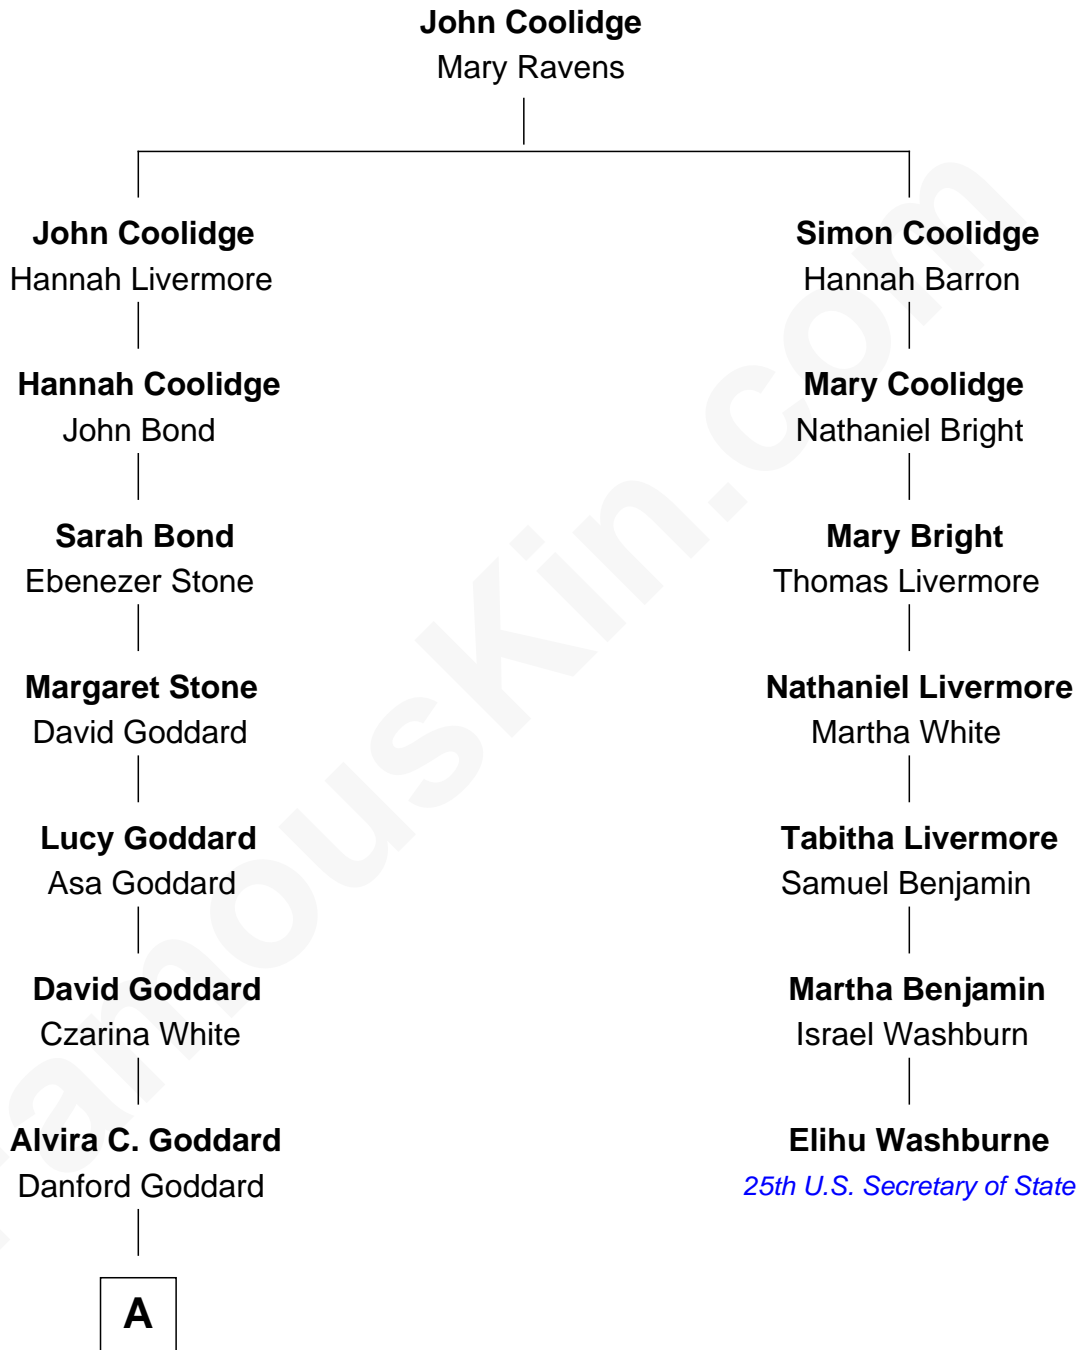 John Coolidge
Mary Ravens
John Coolidge
Hannah Livermore
Simon Coolidge
Hannah Barron
Hannah Coolidge
John Bond
Mary Coolidge
Nathaniel Bright
Sarah Bond
Ebenezer Stone
Mary Bright
Thomas Livermore
Margaret Stone
David Goddard
Nathaniel Livermore
Martha White
Lucy Goddard
Asa Goddard
Tabitha Livermore
Samuel Benjamin
David Goddard
Czarina White
Martha Benjamin
Israel Washburn
Alvira C. Goddard
Danford Goddard
Elihu Washburne
25th U.S. Secretary of State
A
FamousKin.com